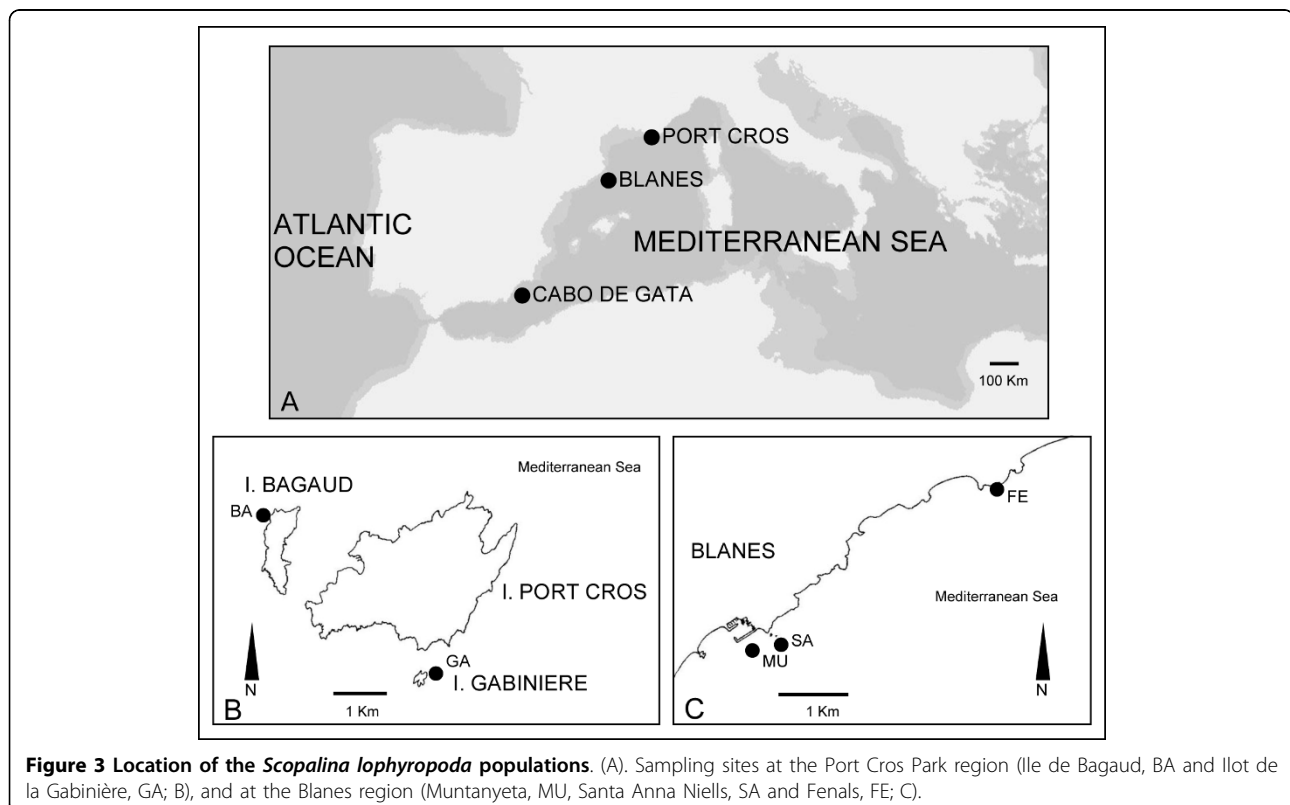 PORT CROS
BLANES
ATLANTIC
OCEAN
MEDITERRANEAN SEA
CABO DE GATA
100 Km
A
Mediterranean Sea
I. BAGAUD
BA
I. PORT CROS
GA
I. GABINIERE
N
1 Km
B
FE
BLANES
Mediterranean Sea
SA
MU
N
1 Km
C
Figure 3 Location of the Scopalina lophyropoda populations. (A). Sampling sites at the Port Cros Park region (Ile de Bagaud, BA and Ilot de
la Gabinière, GA; B), and at the Blanes region (Muntanyeta, MU, Santa Anna Niells, SA and Fenals, FE; C).